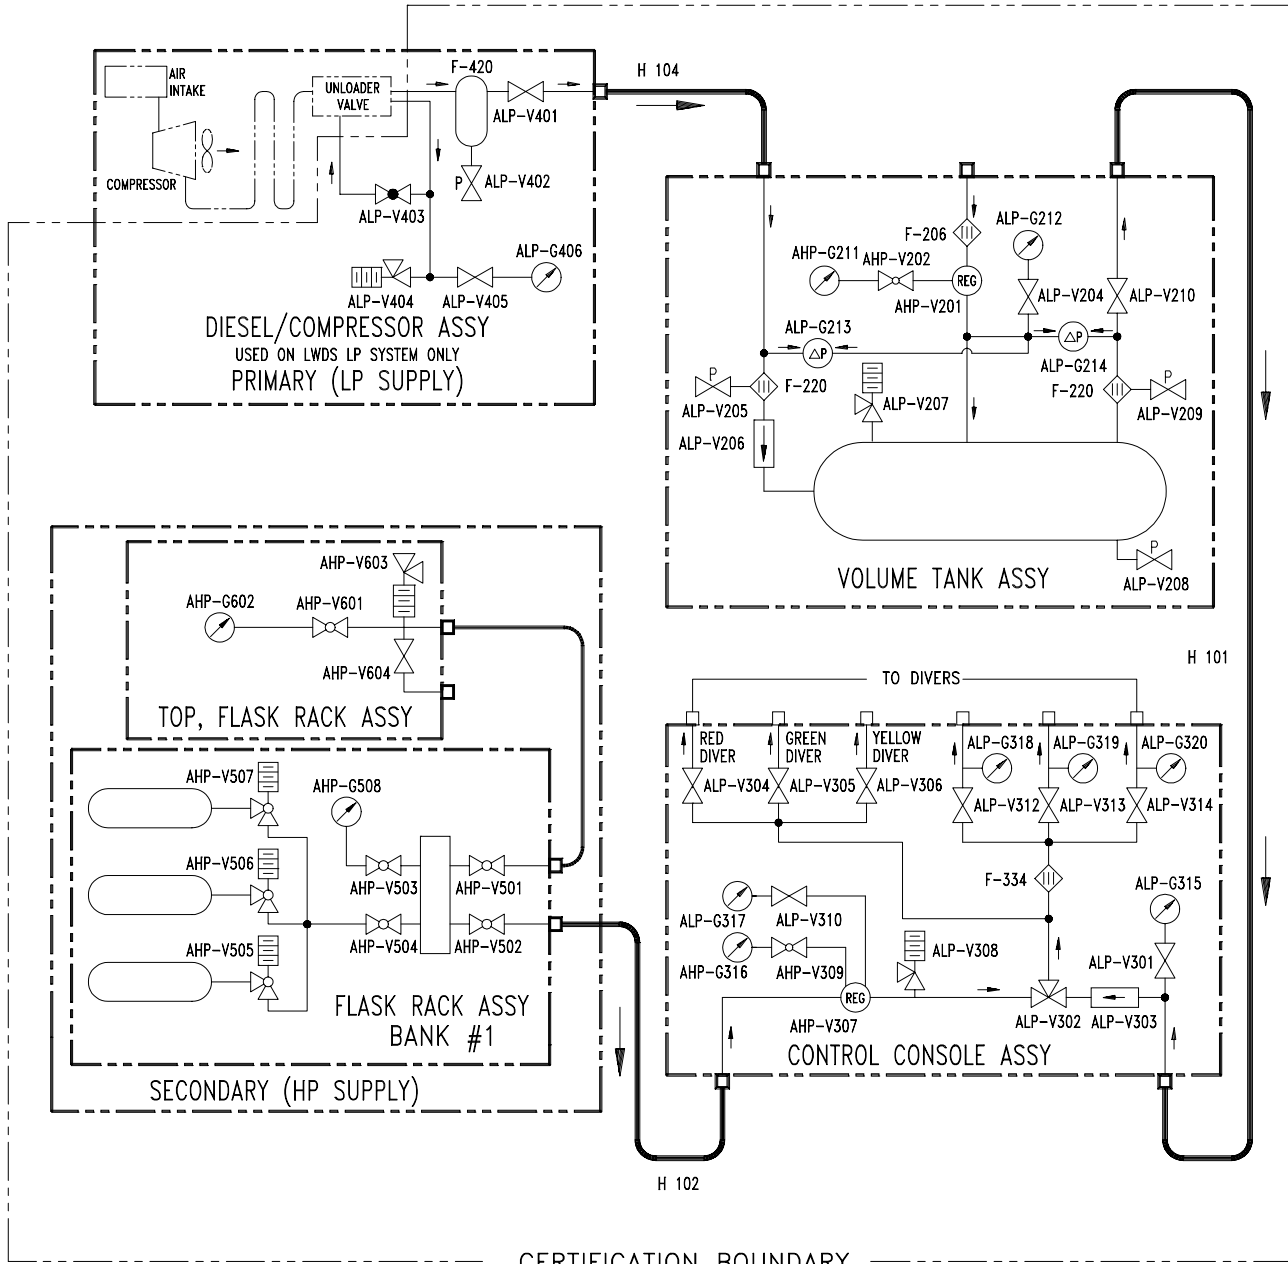 AIR
INTAKE
COMPRESSOR
UNLOADER
VALVE
F-420
ALP-V401
P
ALP-V402
ALP-V403
ALP-G406
ALP-V404
ALP-V405
DIESEL/COMPRESSOR ASSY
USED ON LWDS LP SYSTEM ONLY
PRIMARY (LP SUPPLY)
H 104
F-206
ALP-G212
AHP-G211
AHP-V202
REG
AHP-V201
ALP-V204
ALP-V210
ALP-G213
△P
△P
ALP-G214
P
ALP-V205
F-220
ALP-V207
F-220
P
ALP-V209
ALP-V206
P
ALP-V208
VOLUME TANK ASSY
H 101
AHP-V603
AHP-G602
AHP-V601
AHP-V604
TOP, FLASK RACK ASSY
AHP-V507
AHP-G508
AHP-V506
AHP-V503
AHP-V501
AHP-V505
AHP-V504
AHP-V502
FLASK RACK ASSY
BANK #1
SECONDARY (HP SUPPLY)
H 102
TO DIVERS
RED
DIVER
GREEN
DIVER
YELLOW
DIVER
ALP-G318
ALP-G319
ALP-G320
ALP-V304
ALP-V305
ALP-V306
ALP-V312
ALP-V313
ALP-V314
F-334
ALP-G315
ALP-G317
ALP-V310
AHP-G316
AHP-V309
ALP-V308
ALP-V301
REG
AHP-V307
ALP-V302
ALP-V303
CONTROL CONSOLE ASSY
CERTIFICATION BOUNDARY